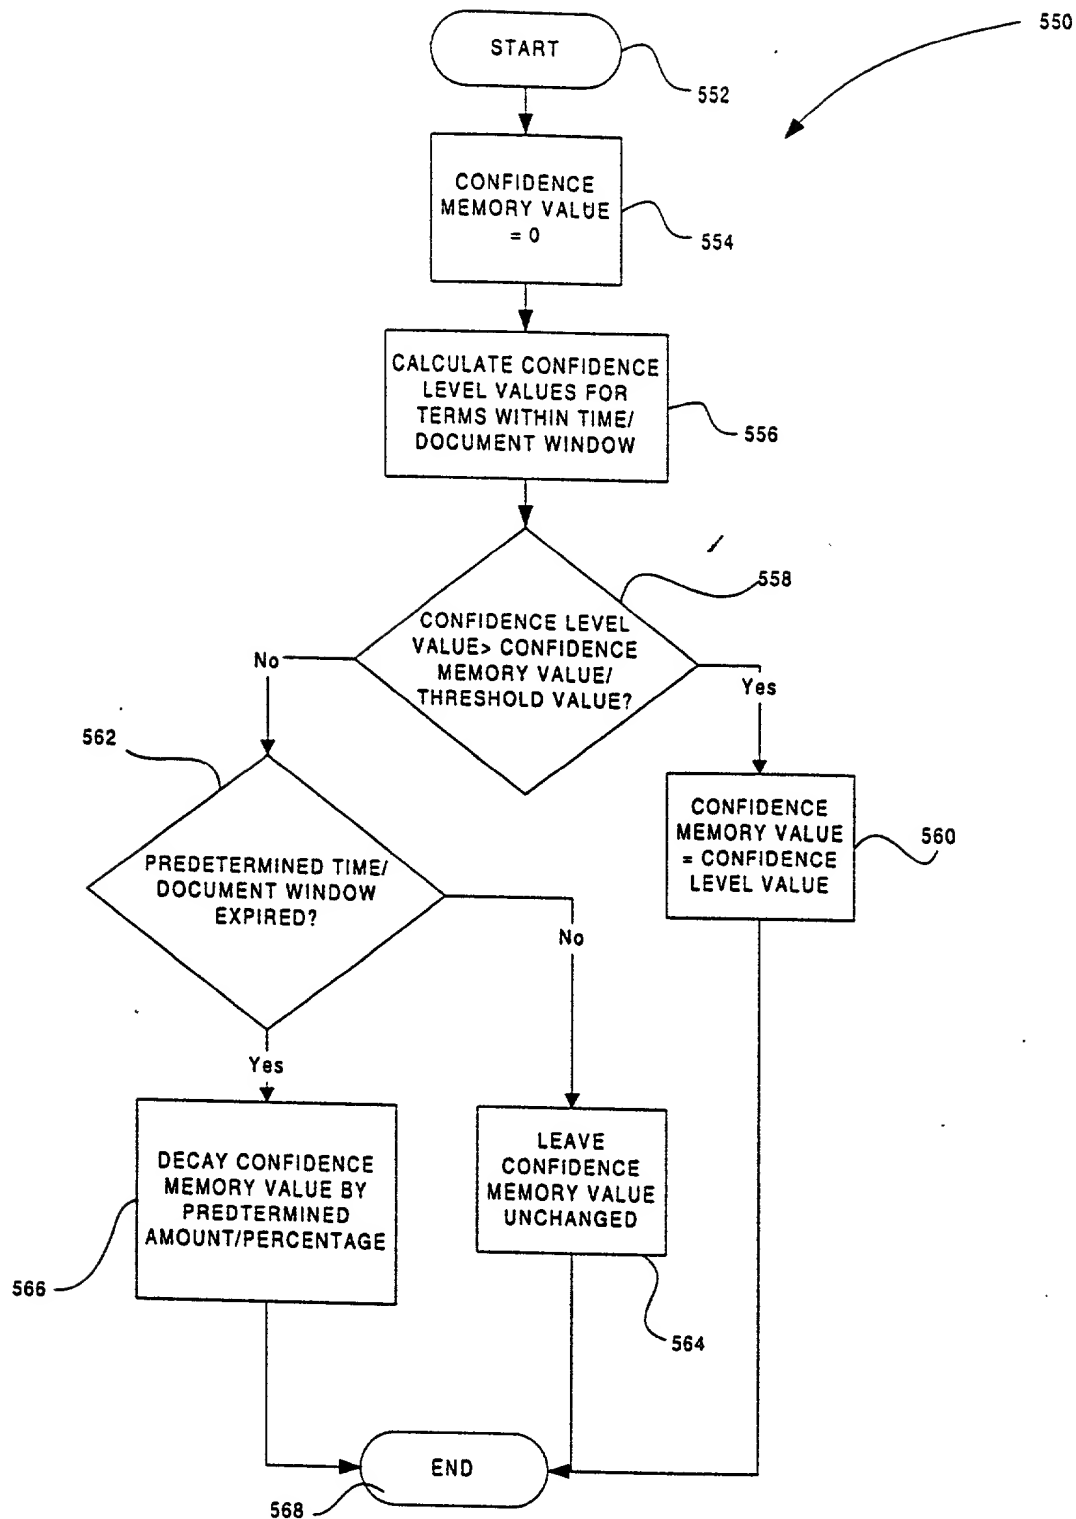 550
START
552
CONFIDENCE
MEMORY VALUE
= 0
554
CALCULATE CONFIDENCE
LEVEL VALUES FOR
TERMS WITHIN TIME/
DOCUMENT WINDOW
556
558
CONFIDENCE LEVEL
VALUE> CONFIDENCE
MEMORY VALUE/
THRESHOLD VALUE?
No
Yes
562
CONFIDENCE
MEMORY VALUE
= CONFIDENCE
LEVEL VALUE
560
PREDETERMINED TIME/
DOCUMENT WINDOW
EXPIRED?
No
Yes
DECAY CONFIDENCE
MEMORY VALUE BY
PREDTERMINED
AMOUNT/PERCENTAGE
566
LEAVE
CONFIDENCE
MEMORY VALUE
UNCHANGED
564
END
568